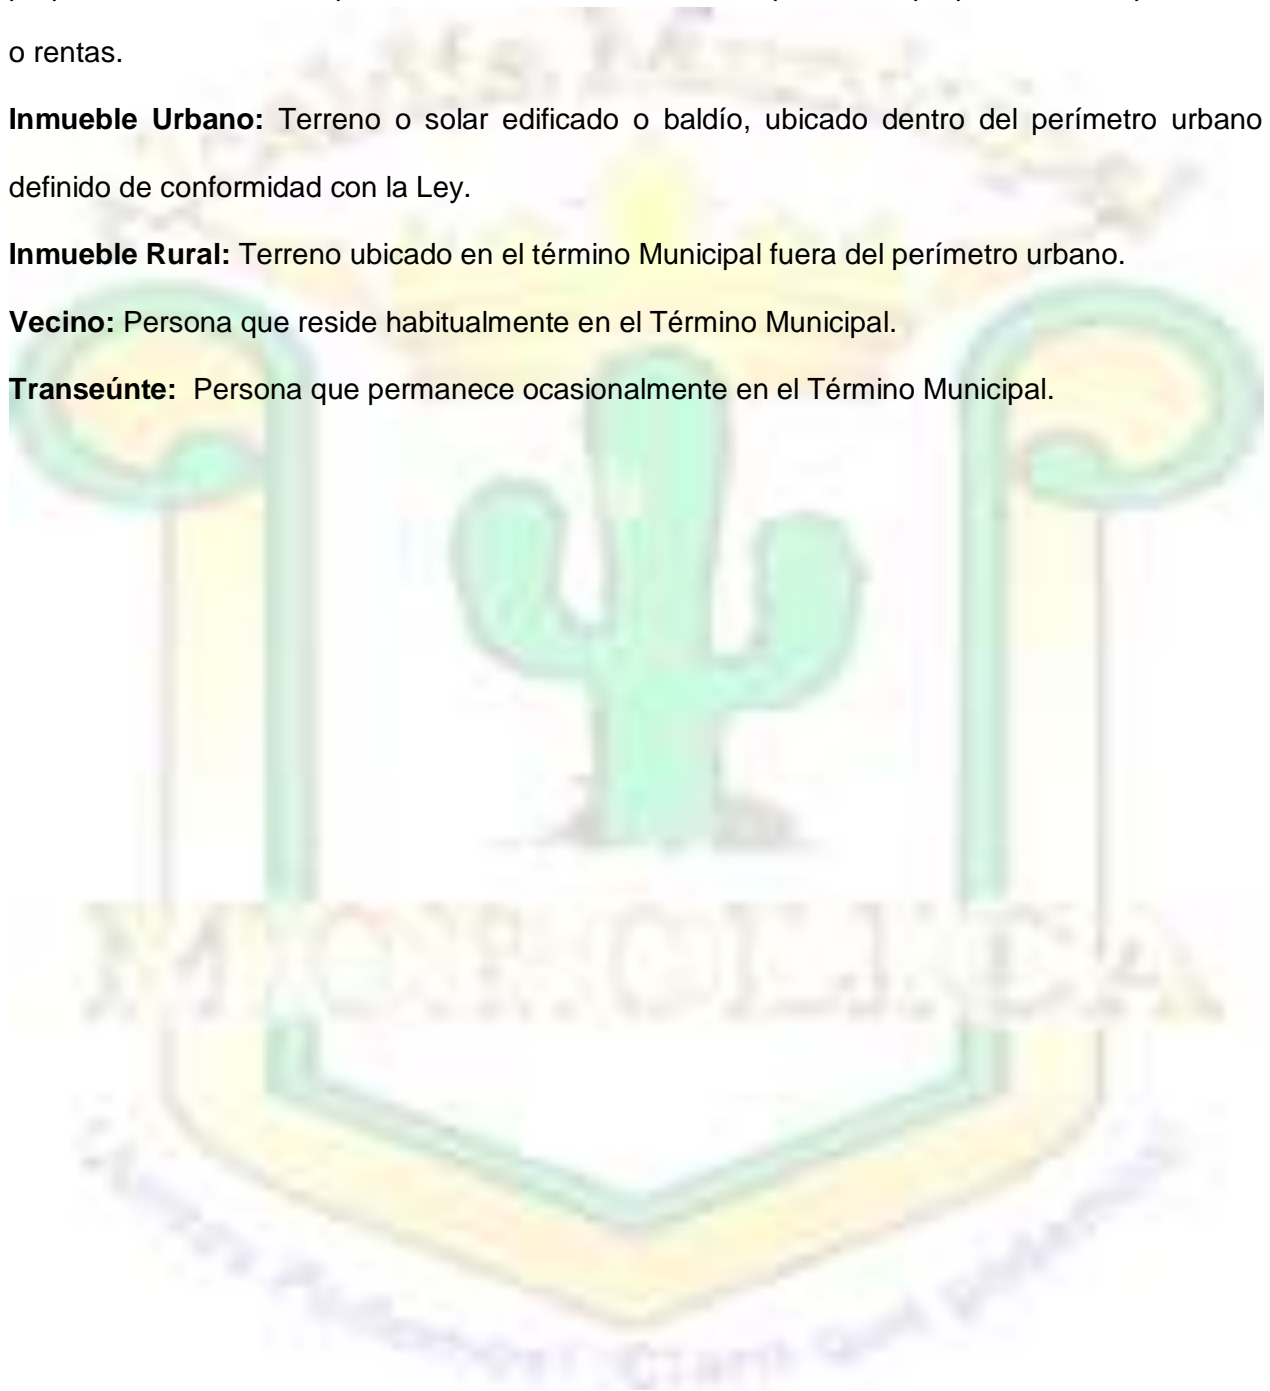 o rentas.
Inmueble Urbano: Terreno o solar edificado o baldío, ubicado dentro del perímetro urbano
definido de conformidad con la Ley.
Inmueble Rural: Terreno ubicado en el término Municipal fuera del perímetro urbano.
Vecino: Persona que reside habitualmente en el Término Municipal.
Transeúnte: Persona que permanece ocasionalmente en el Término Municipal.